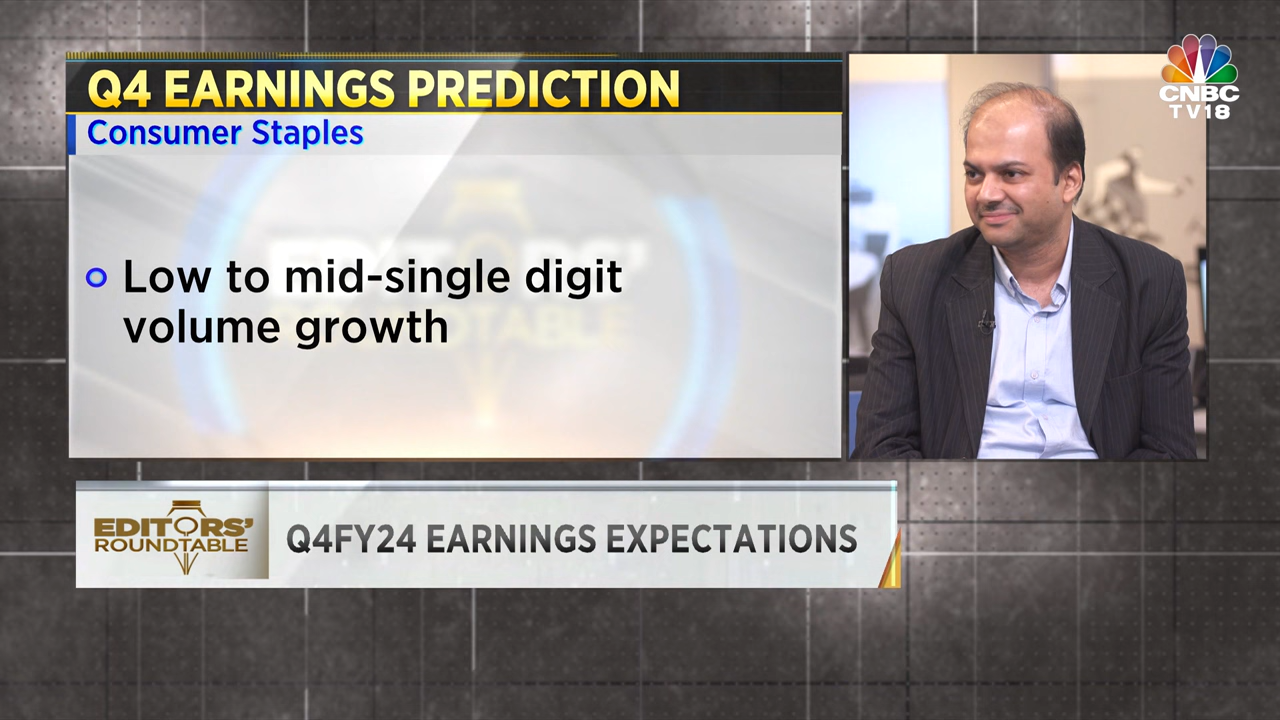 Q4 EARNINGS PREDICTION
Consumer Staples
Low to mid-single digit
volume growth
CNBC
TV18
EDITORS'
ROUNDTABLE
Q4FY24 EARNINGS EXPECTATIONS